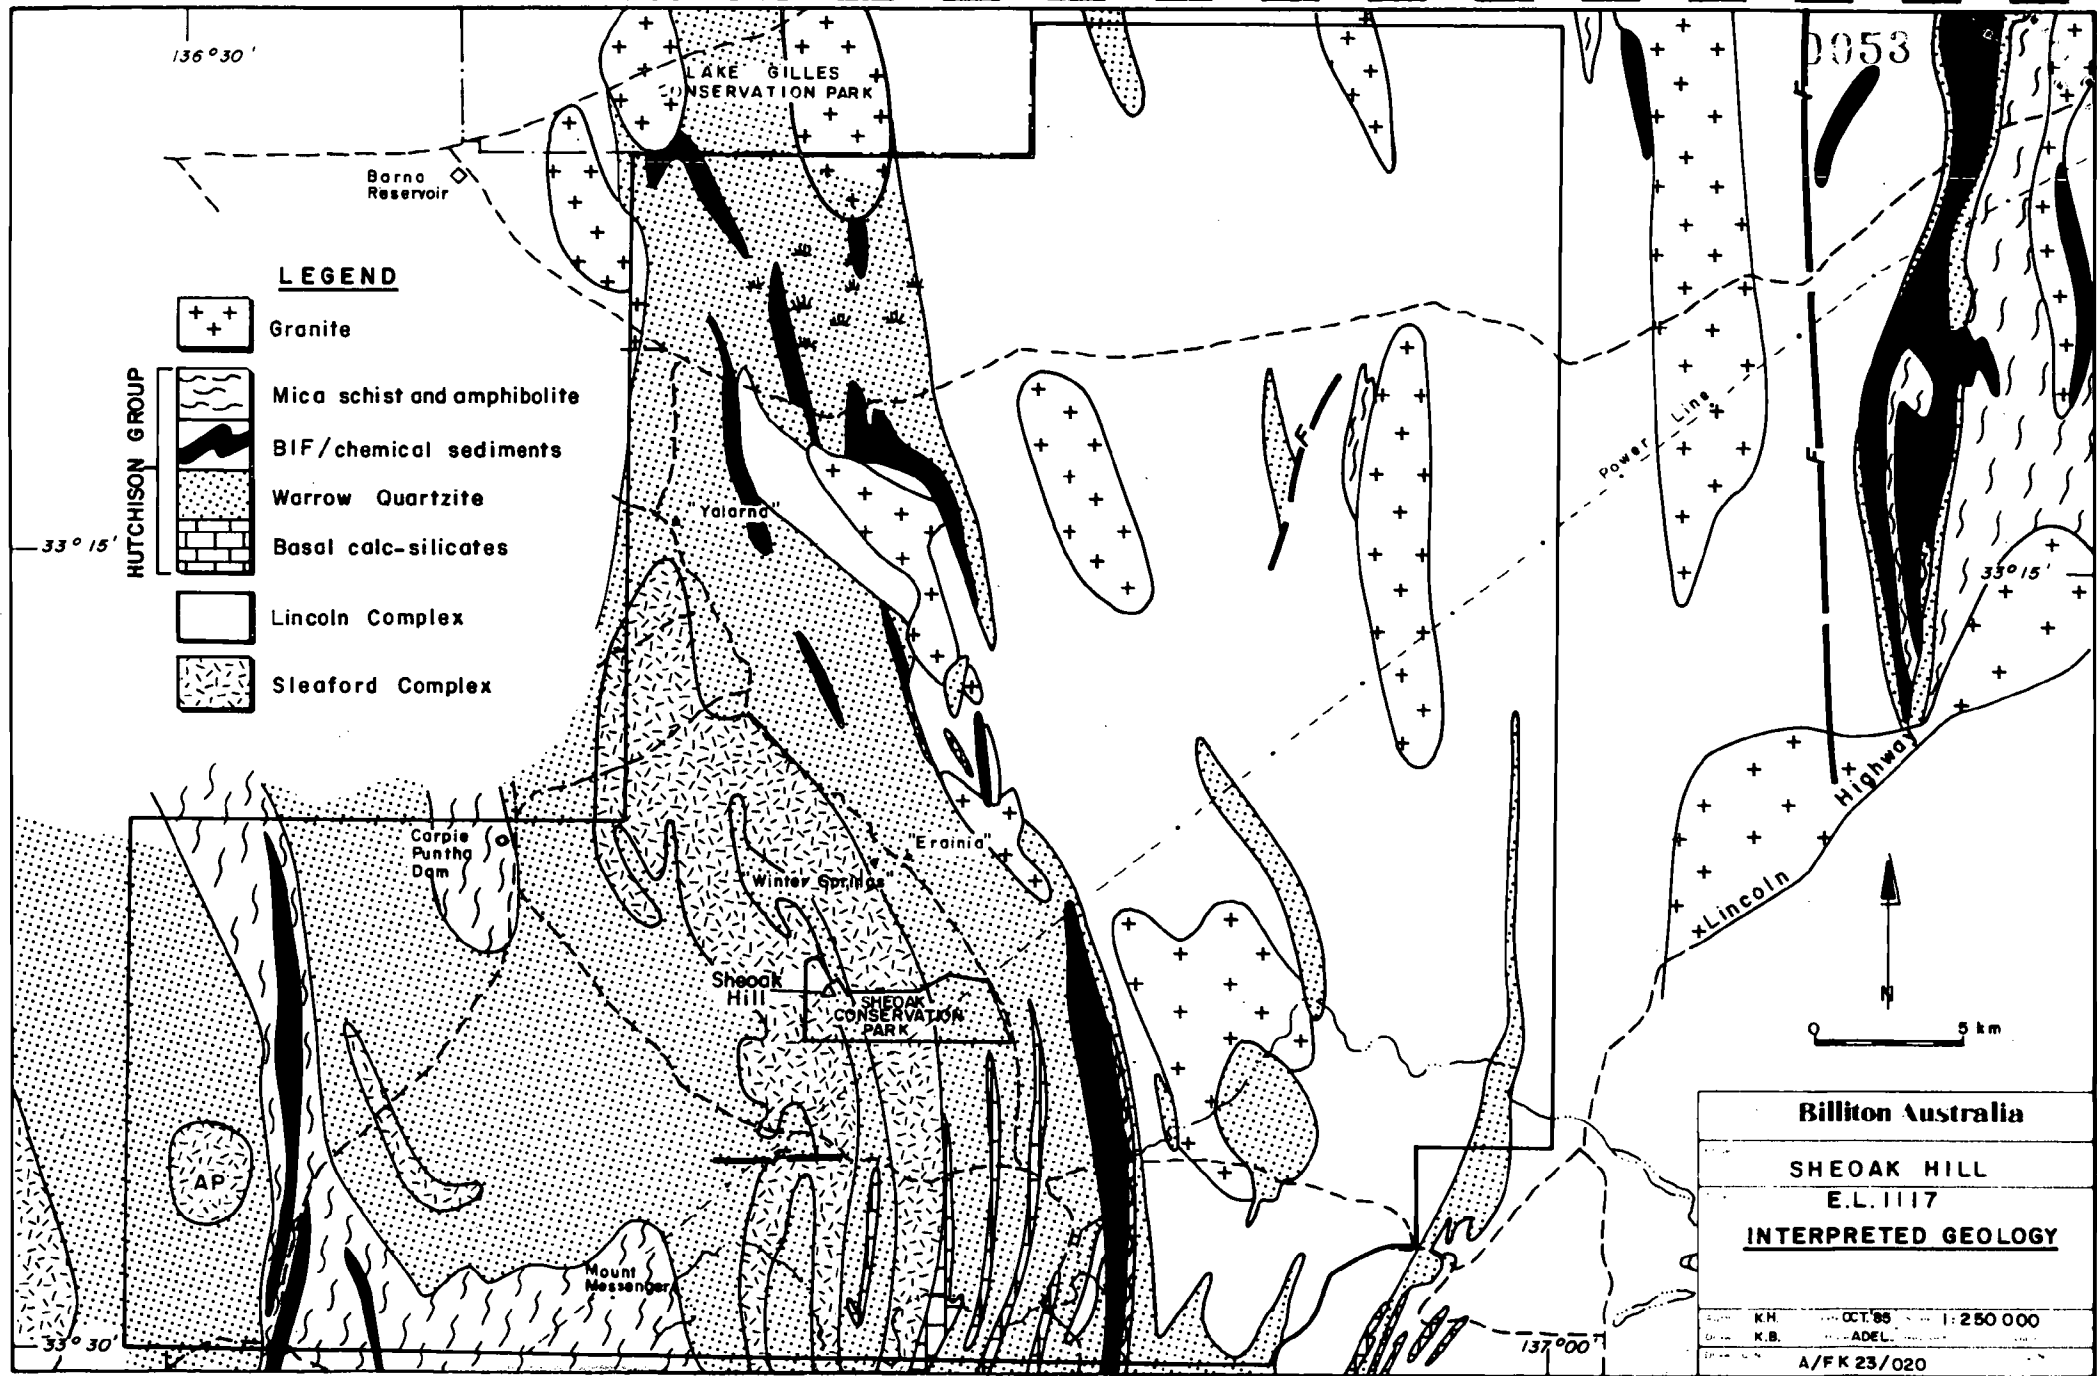 0053
136°30'
LAKE GILLES
CONSERVATION PARK
Barna
Reservoir
LEGEND
Granite
HUTCHISON GROUP
Mica schist and amphibolite
BIF/chemical sediments
Warrow Quartzite
Basal calc-silicates
Lincoln Complex
Sleaford Complex
33°15'
"Yalarna"
F
F
F
F
Power Line
33°15'
Carpie
Puntha
Dam
"Erainia"
"Winter Springs"
Sheoak
Hill
SHEOAK
CONSERVATION
PARK
Lincoln Highway
N
0 5 km
AP
Mount
Messenger
33°30'
137°00'
Billiton Australia
SHEOAK HILL
E.L. 1117
INTERPRETED GEOLOGY
K.H. OCT.'85 1:250 000
K.B. ADEL.
A/FK 23/020